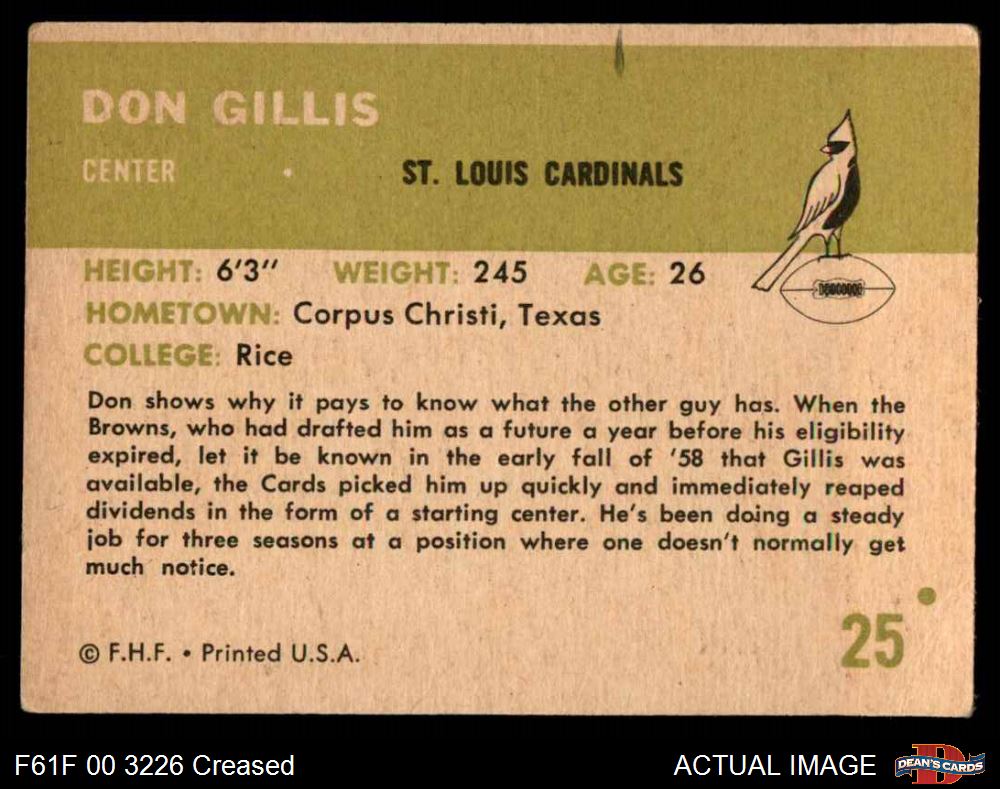 DON GILLIS
CENTER • ST. LOUIS CARDINALS
HEIGHT: 6'3" WEIGHT: 245 AGE: 26
HOMETOWN: Corpus Christi, Texas
COLLEGE: Rice
Don shows why it pays to know what the other guy has. When the
Browns, who had drafted him as a future a year before his eligibility
expired, let it be known in the early fall of '58 that Gillis was
available, the Cards picked him up quickly and immediately reaped
dividends in the form of a starting center. He's been doing a steady
job for three seasons at a position where one doesn't normally get
much notice.
25
© F.H.F. • Printed U.S.A.
F61F 00 3226 Creased
ACTUAL IMAGE
D
DEAN'S CARDS